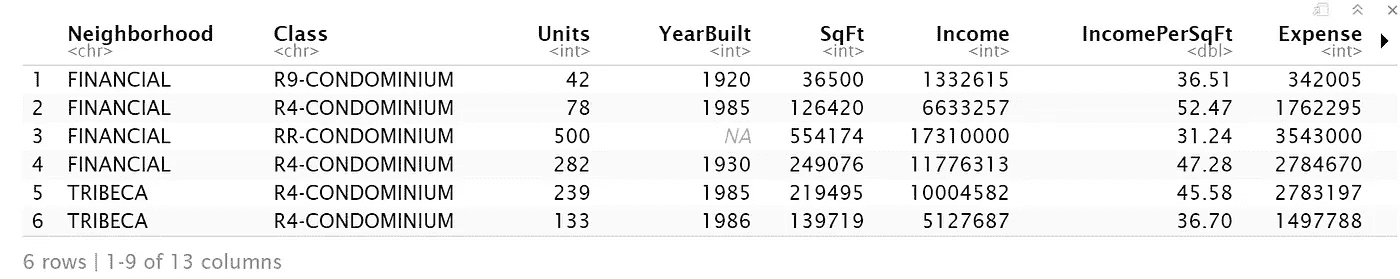 Neighborhood Class Units YearBuilt SqFt Income IncomePerSqFt Expense
<chr> <chr> <int> <int> <int> <int> <dbl> <int>
1 FINANCIAL R9-CONDOMINIUM 42 1920 36500 1332615 36.51 342005
2 FINANCIAL R4-CONDOMINIUM 78 1985 126420 6633257 52.47 1762295
3 FINANCIAL RR-CONDOMINIUM 500 NA 554174 17310000 31.24 3543000
4 FINANCIAL R4-CONDOMINIUM 282 1930 249076 11776313 47.28 2784670
5 TRIBECA R4-CONDOMINIUM 239 1985 219495 10004582 45.58 2783197
6 TRIBECA R4-CONDOMINIUM 133 1986 139719 5127687 36.70 1497788
6 rows | 1-9 of 13 columns